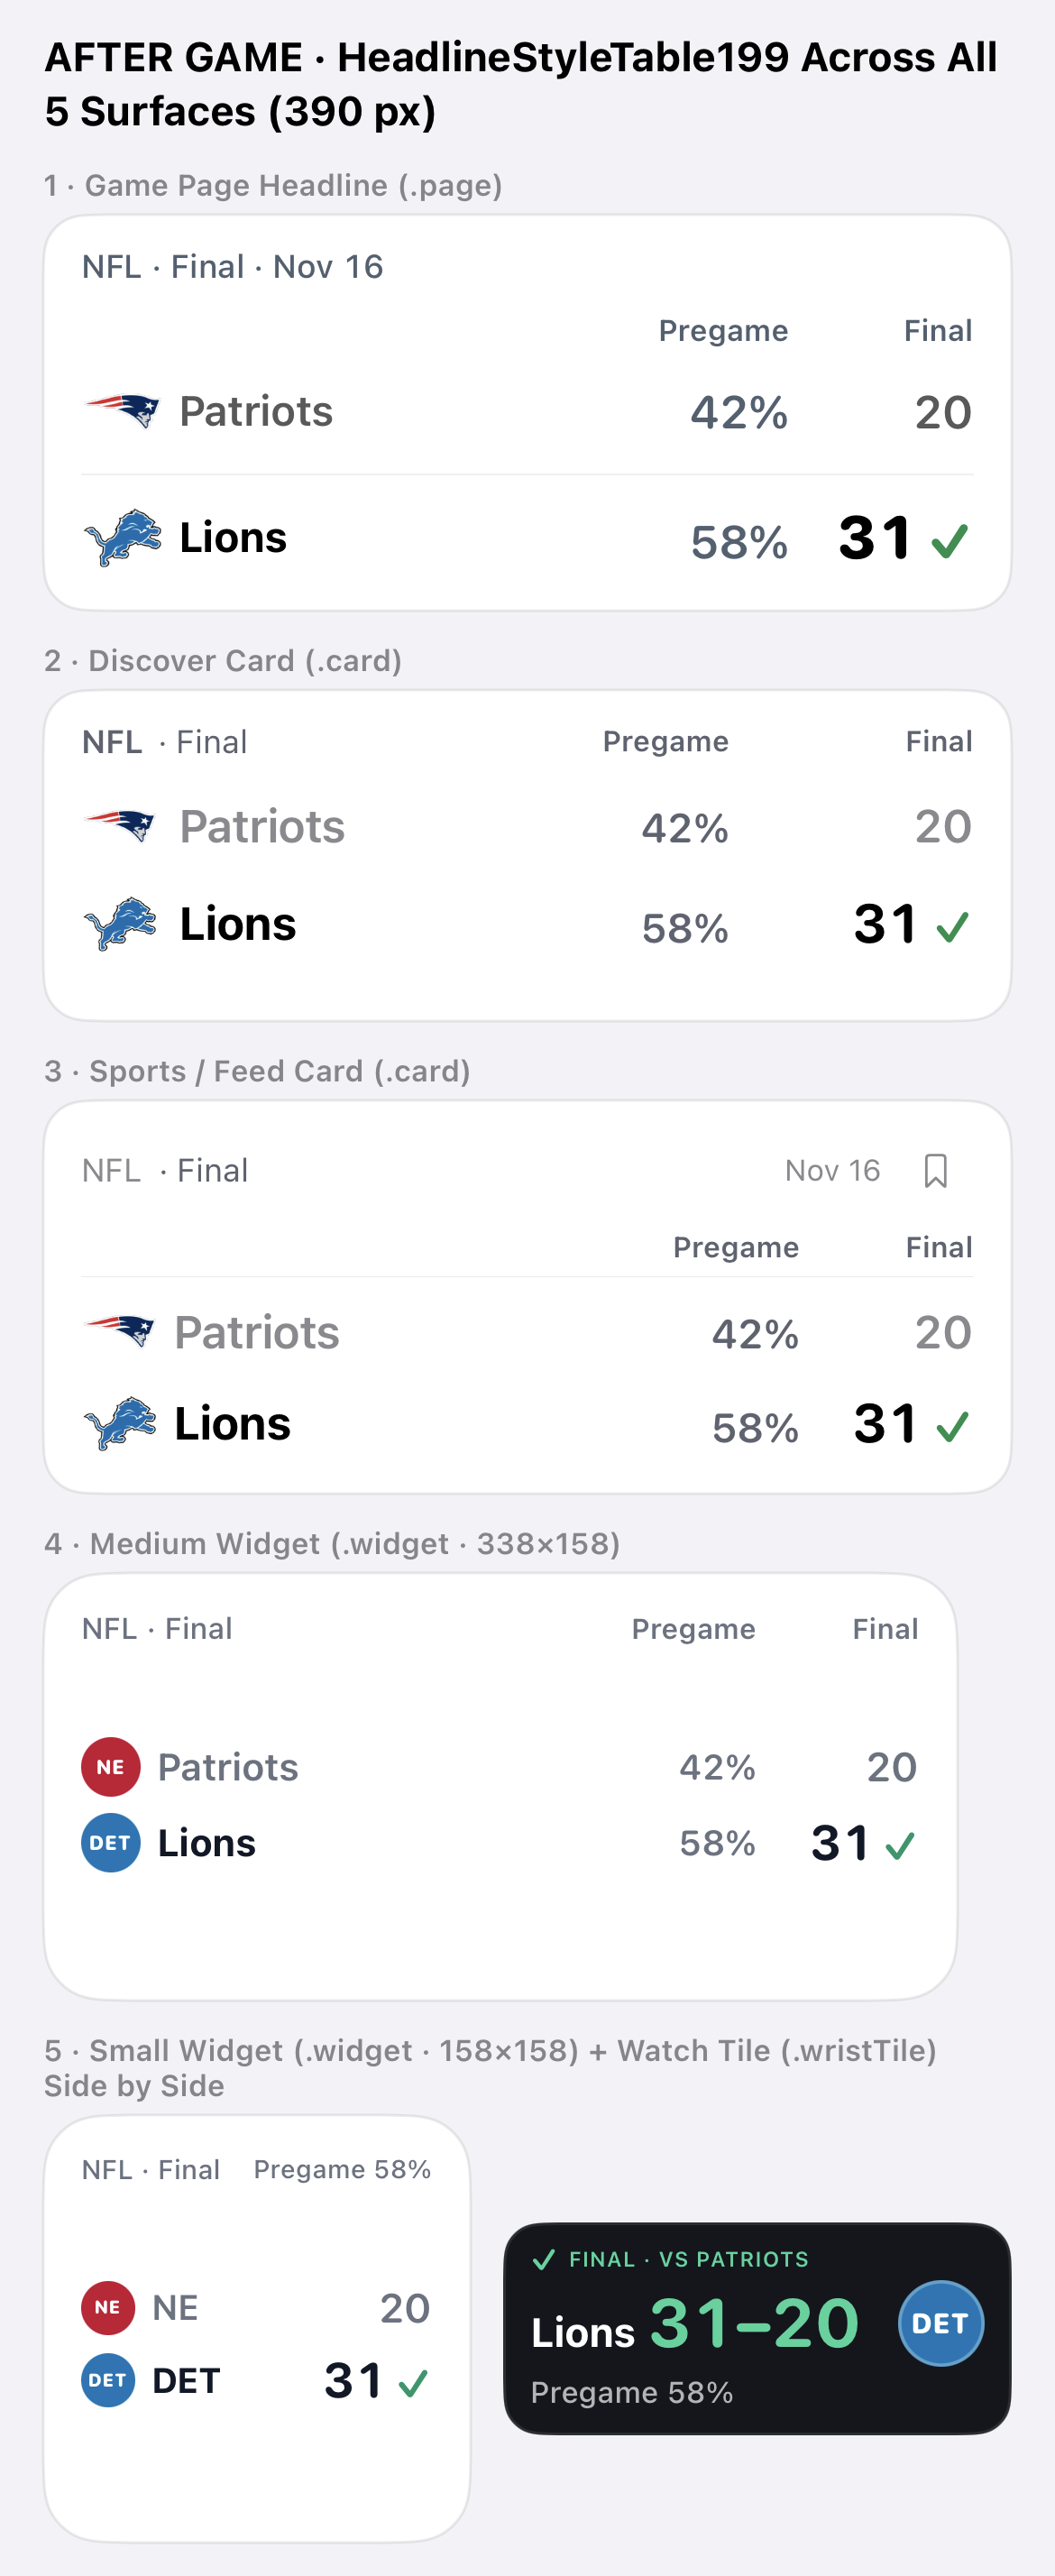 AFTER GAME · HeadlineStyleTable199 Across All
5 Surfaces (390 px)
1 · Game Page Headline (.page)
NFL · Final · Nov 16
Pregame Final
Patriots 42% 20
Lions 58% 31 ✓
2 · Discover Card (.card)
NFL · Final Pregame Final
Patriots 42% 20
Lions 58% 31 ✓
3 · Sports / Feed Card (.card)
NFL · Final Nov 16
Pregame Final
Patriots 42% 20
Lions 58% 31 ✓
4 · Medium Widget (.widget · 338×158)
NFL · Final Pregame Final
NE Patriots 42% 20
DET Lions 58% 31 ✓
5 · Small Widget (.widget · 158×158) + Watch Tile (.wristTile)
Side by Side
NFL · Final Pregame 58%
NE NE 20
DET DET 31 ✓
✓ FINAL · VS PATRIOTS
Lions 31–20 DET
Pregame 58%